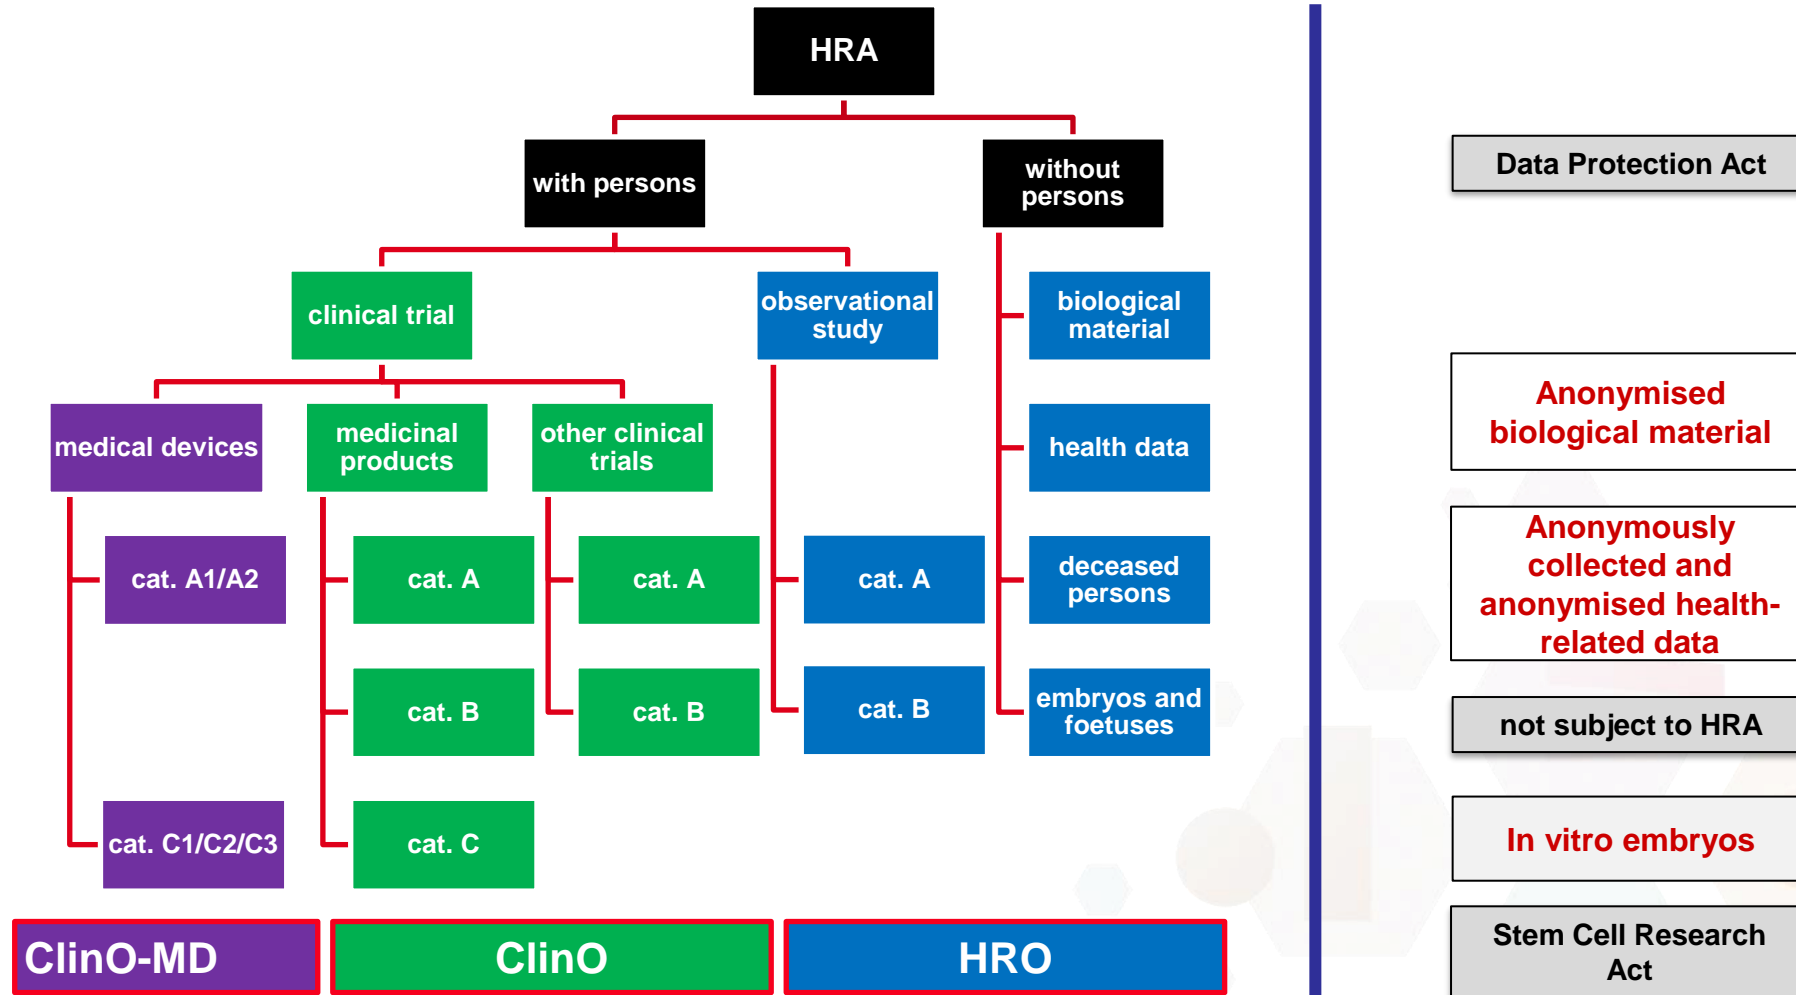 HRA
with persons
without
persons
clinical trial
observational
study
biological
material
medical devices
medicinal
products
other clinical
trials
health data
cat. A1/A2
cat. A
cat. A
cat. A
deceased
persons
cat. B
cat. B
cat. B
embryos and
foetuses
cat. C1/C2/C3
cat. C
ClinO-MD
ClinO
HRO
Data Protection Act
Anonymised
biological material
Anonymously
collected and
anonymised health-
related data
not subject to HRA
In vitro embryos
Stem Cell Research
Act